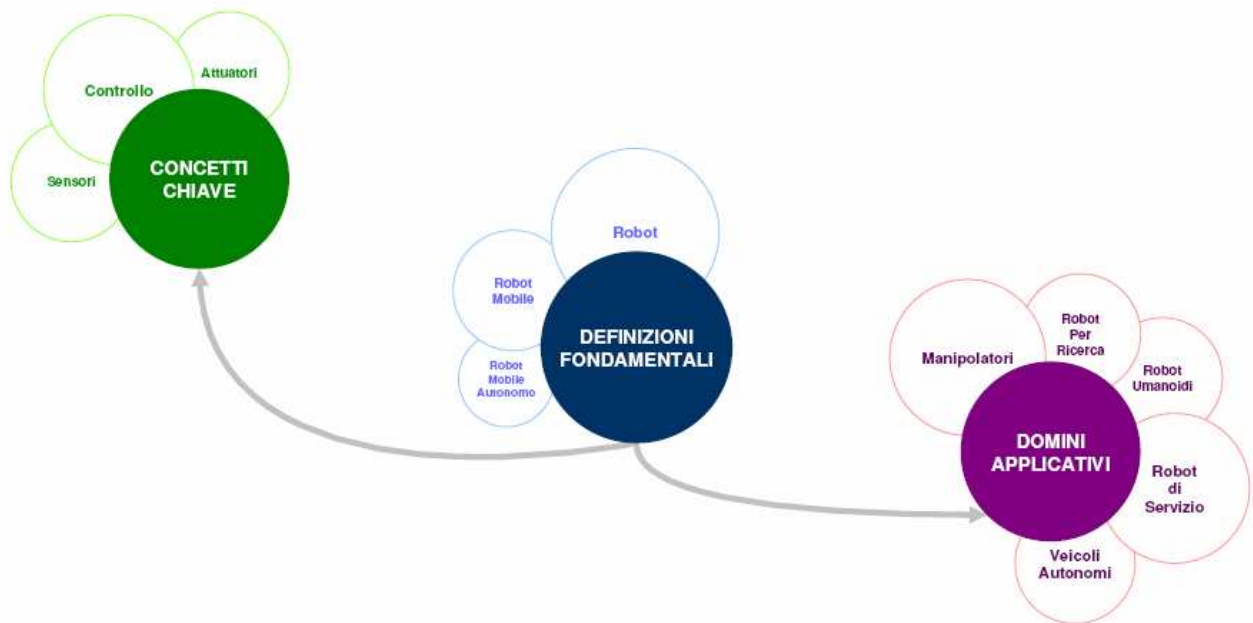 Attuatori
Controllo
CONCETTI
CHIAVE
Sensori
Robot
Robot
Mobile
DEFINIZIONI
FONDAMENTALI
Robot
Mobile
Autonomo
Robot
Per
Ricerca
Manipolatori
Robot
Umanoidi
DOMINI
APPLICATIVI
Robot
di
Servizio
Veicoli
Autonomi